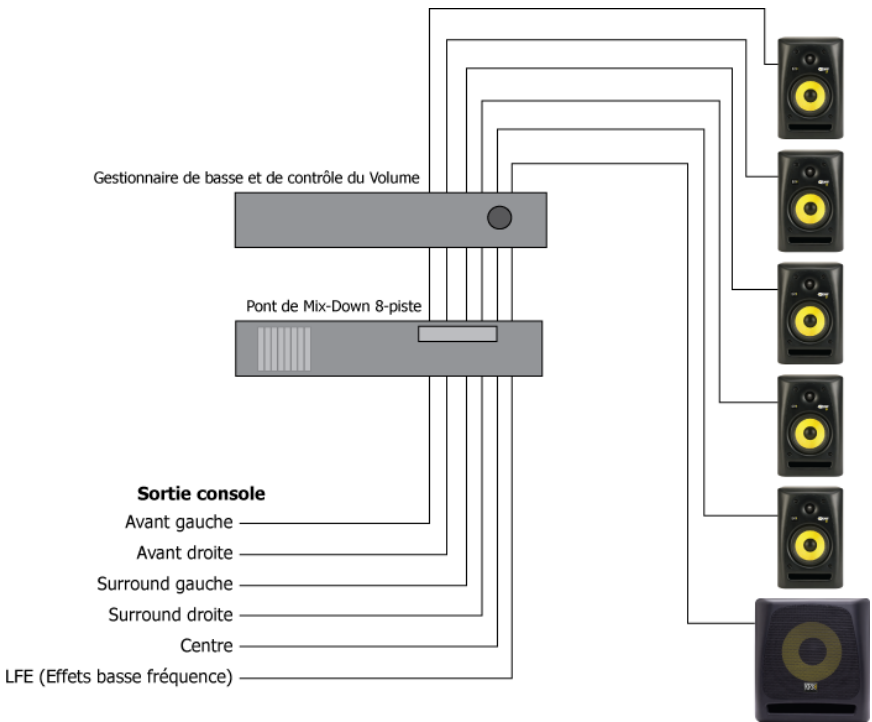 Gestionnaire de basse et de contrôle du Volume
Pont de Mix-Down 8-piste
Sortie console
Avant gauche
Avant droite
Surround gauche
Surround droite
Centre
LFE (Effets basse fréquence)